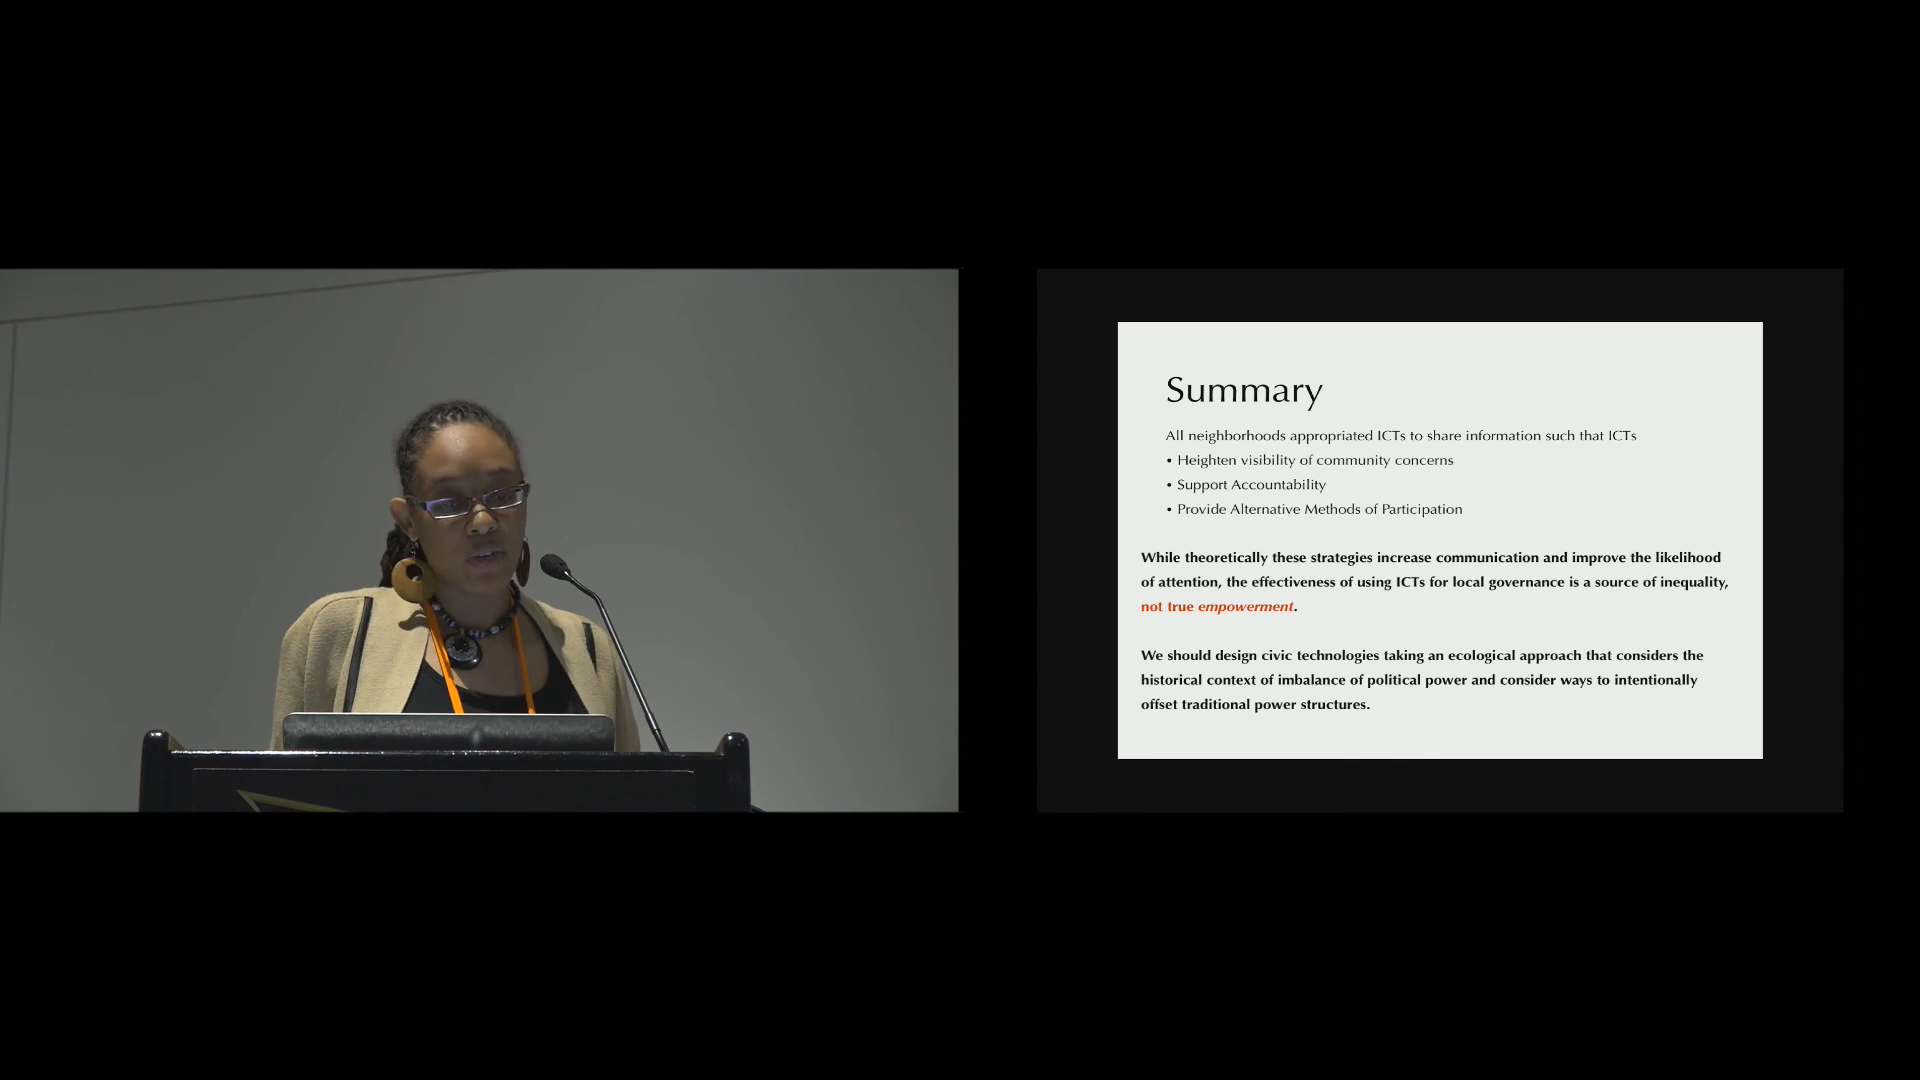 Summary
All neighborhoods appropriated ICTs to share information such that ICTs
• Heighten visibility of community concerns
• Support Accountability
• Provide Alternative Methods of Participation
While theoretically these strategies increase communication and improve the likelihood
of attention, the effectiveness of using ICTs for local governance is a source of inequality,
not true empowerment.
We should design civic technologies taking an ecological approach that considers the
historical context of imbalance of political power and consider ways to intentionally
offset traditional power structures.